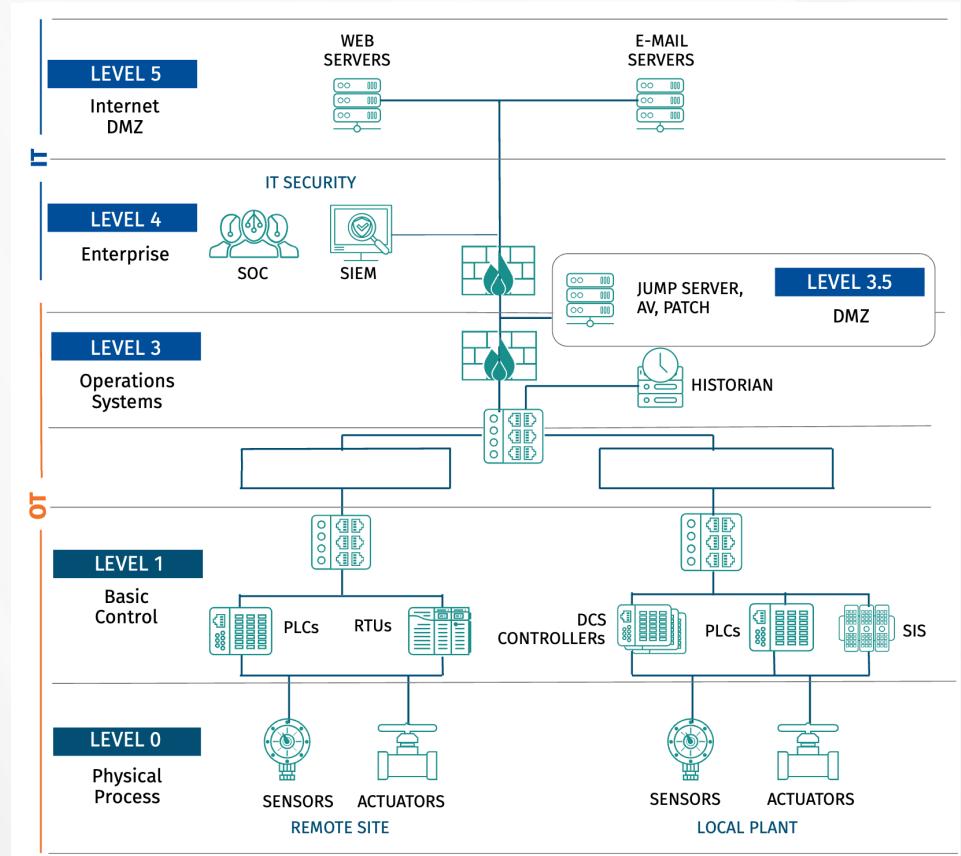 WEB
SERVERS
E-MAIL
SERVERS
LEVEL 5
Internet
DMZ
IT
IT SECURITY
LEVEL 4
Enterprise
SOC
SIEM
JUMP SERVER,
AV, PATCH
LEVEL 3.5
DMZ
LEVEL 3
Operations
Systems
HISTORIAN
OT
LEVEL 1
Basic
Control
PLCs
RTUs
DCS
CONTROLLERs
PLCs
SIS
LEVEL 0
Physical
Process
SENSORS
ACTUATORS
REMOTE SITE
SENSORS
ACTUATORS
LOCAL PLANT